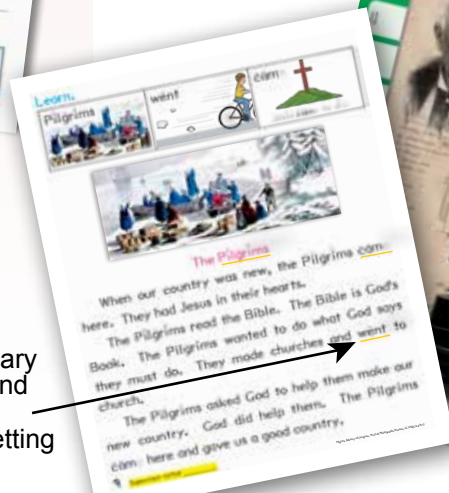 Learn.
Pilgrims
went
cam
The Pilgrims
When our country was new, the Pilgrims cam
here. They had Jesus in their hearts.
The Pilgrims read the Bible. The Bible is God's
Book. The Pilgrims wanted to do what God says
they must do. They made churches and went to
church.
The Pilgrims asked God to help them make our
new country. God did help them. The Pilgrims
cam here and gave us a good country.
ary
nd
etting